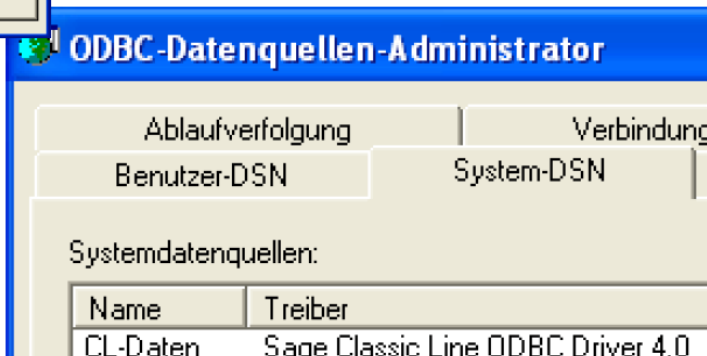 ODBC-Datenquellen-Administrator
Ablaufverfolgung
Benutzer-DSN System-DSN
Systemdatenquellen:
Name Treiber
CL-Daten Sage Classic Line ODBC Driver 4.0